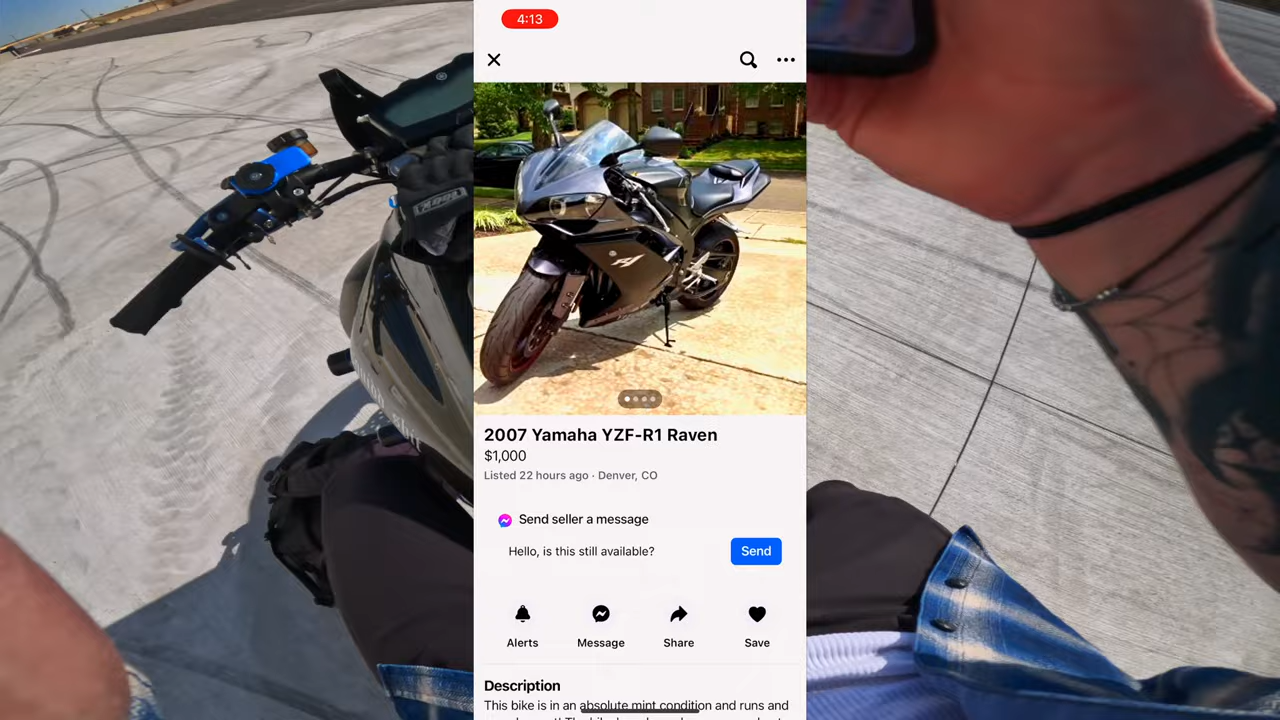 4:13
2007 Yamaha YZF-R1 Raven
$1,000
Listed 22 hours ago · Denver, CO
Send seller a message
Hello, is this still available?
Send
Alerts
Message
Share
Save
Description
This bike is in an absolute mint condition and runs and